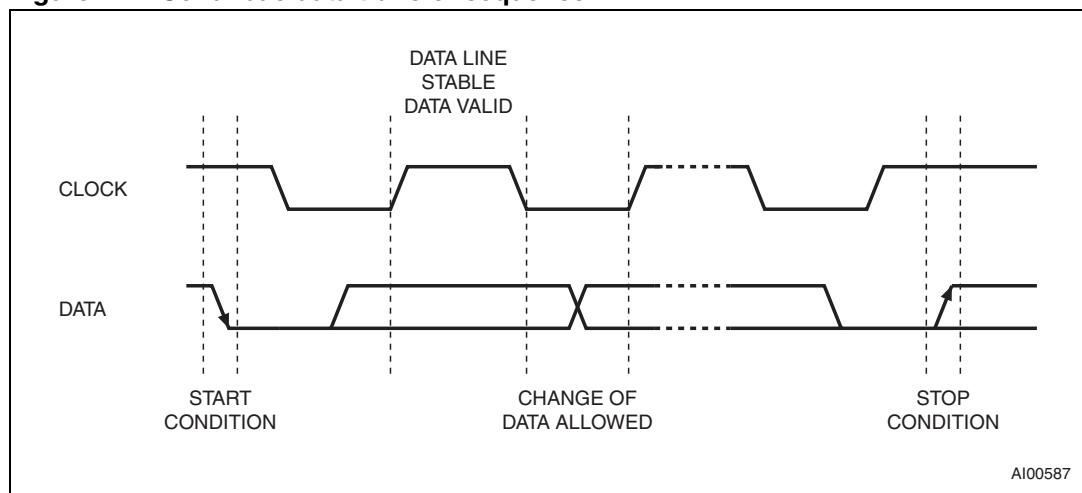 DATA LINE
STABLE
DATA VALID
CLOCK
DATA
START
CONDITION
CHANGE OF
DATA ALLOWED
STOP
CONDITION
AI00587